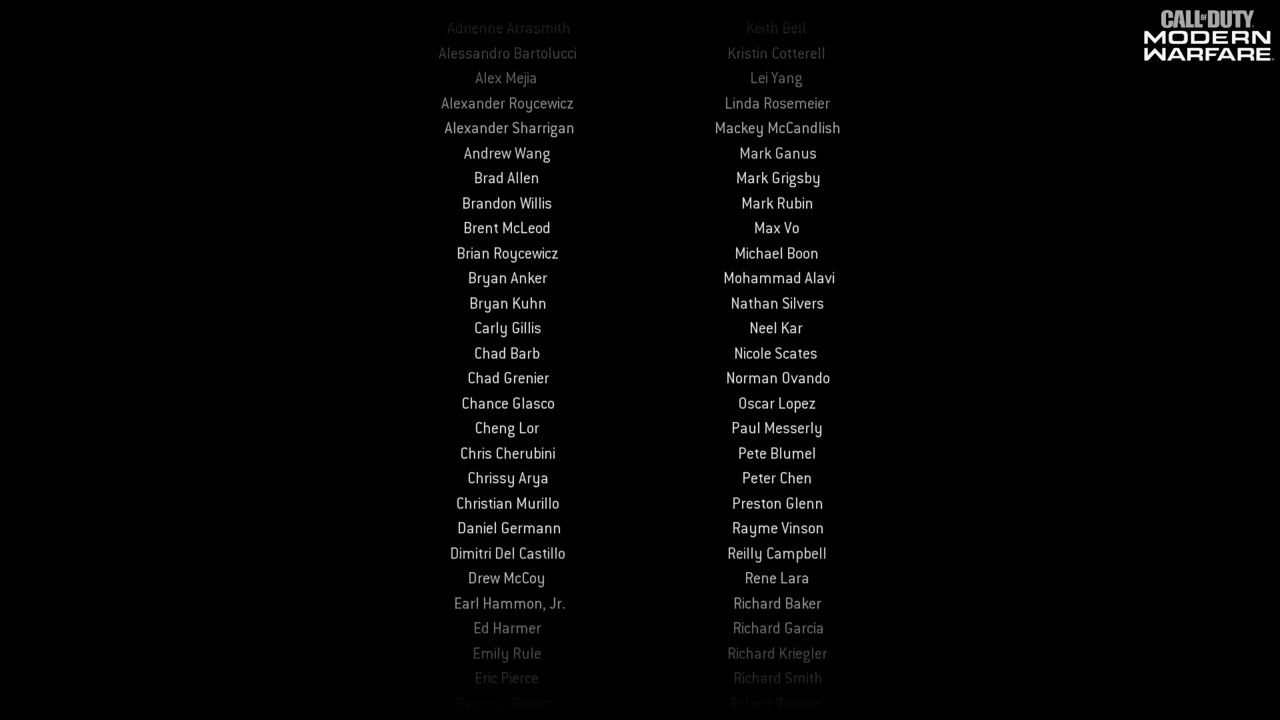 CALL OF DUTY
MODERN
WARFARE
Adrienne Arrasmith
Alessandro Bartolucci
Alex Mejia
Alexander Roycewicz
Alexander Sharrigan
Andrew Wang
Brad Allen
Brandon Willis
Brent McLeod
Brian Roycewicz
Bryan Anker
Bryan Kuhn
Carly Gillis
Chad Barb
Chad Grenier
Chance Glasco
Cheng Lor
Chris Cherubini
Chrissy Arya
Christian Murillo
Daniel Germann
Dimitri Del Castillo
Drew McCoy
Earl Hammon, Jr.
Ed Harmer
Emily Rule
Eric Pierce
Keith Bell
Kristin Cotterell
Lei Yang
Linda Rosemeier
Mackey McCandlish
Mark Ganus
Mark Grigsby
Mark Rubin
Max Vo
Michael Boon
Mohammad Alavi
Nathan Silvers
Neel Kar
Nicole Scates
Norman Ovando
Oscar Lopez
Paul Messerly
Pete Blumel
Peter Chen
Preston Glenn
Rayme Vinson
Reilly Campbell
Rene Lara
Richard Baker
Richard Garcia
Richard Kriegler
Richard Smith